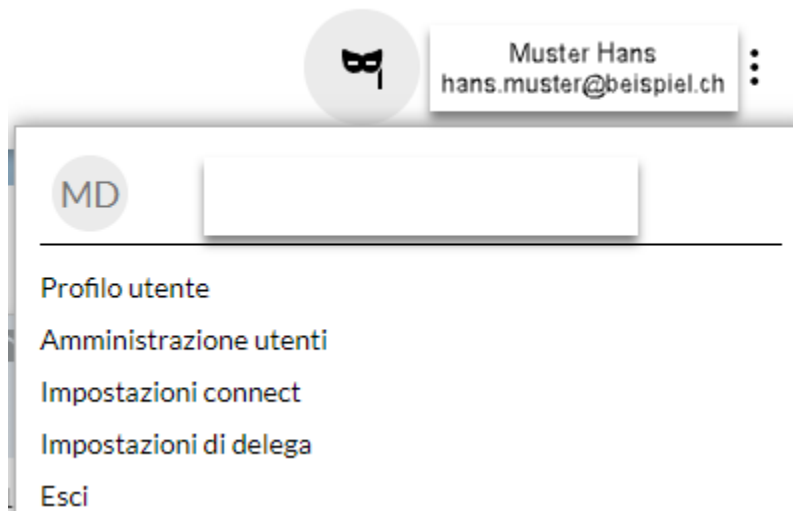 Muster Hans
hans.muster@beispiel.ch
MD
Profilo utente
Amministrazione utenti
Impostazioni connect
Impostazioni di delega
Esci